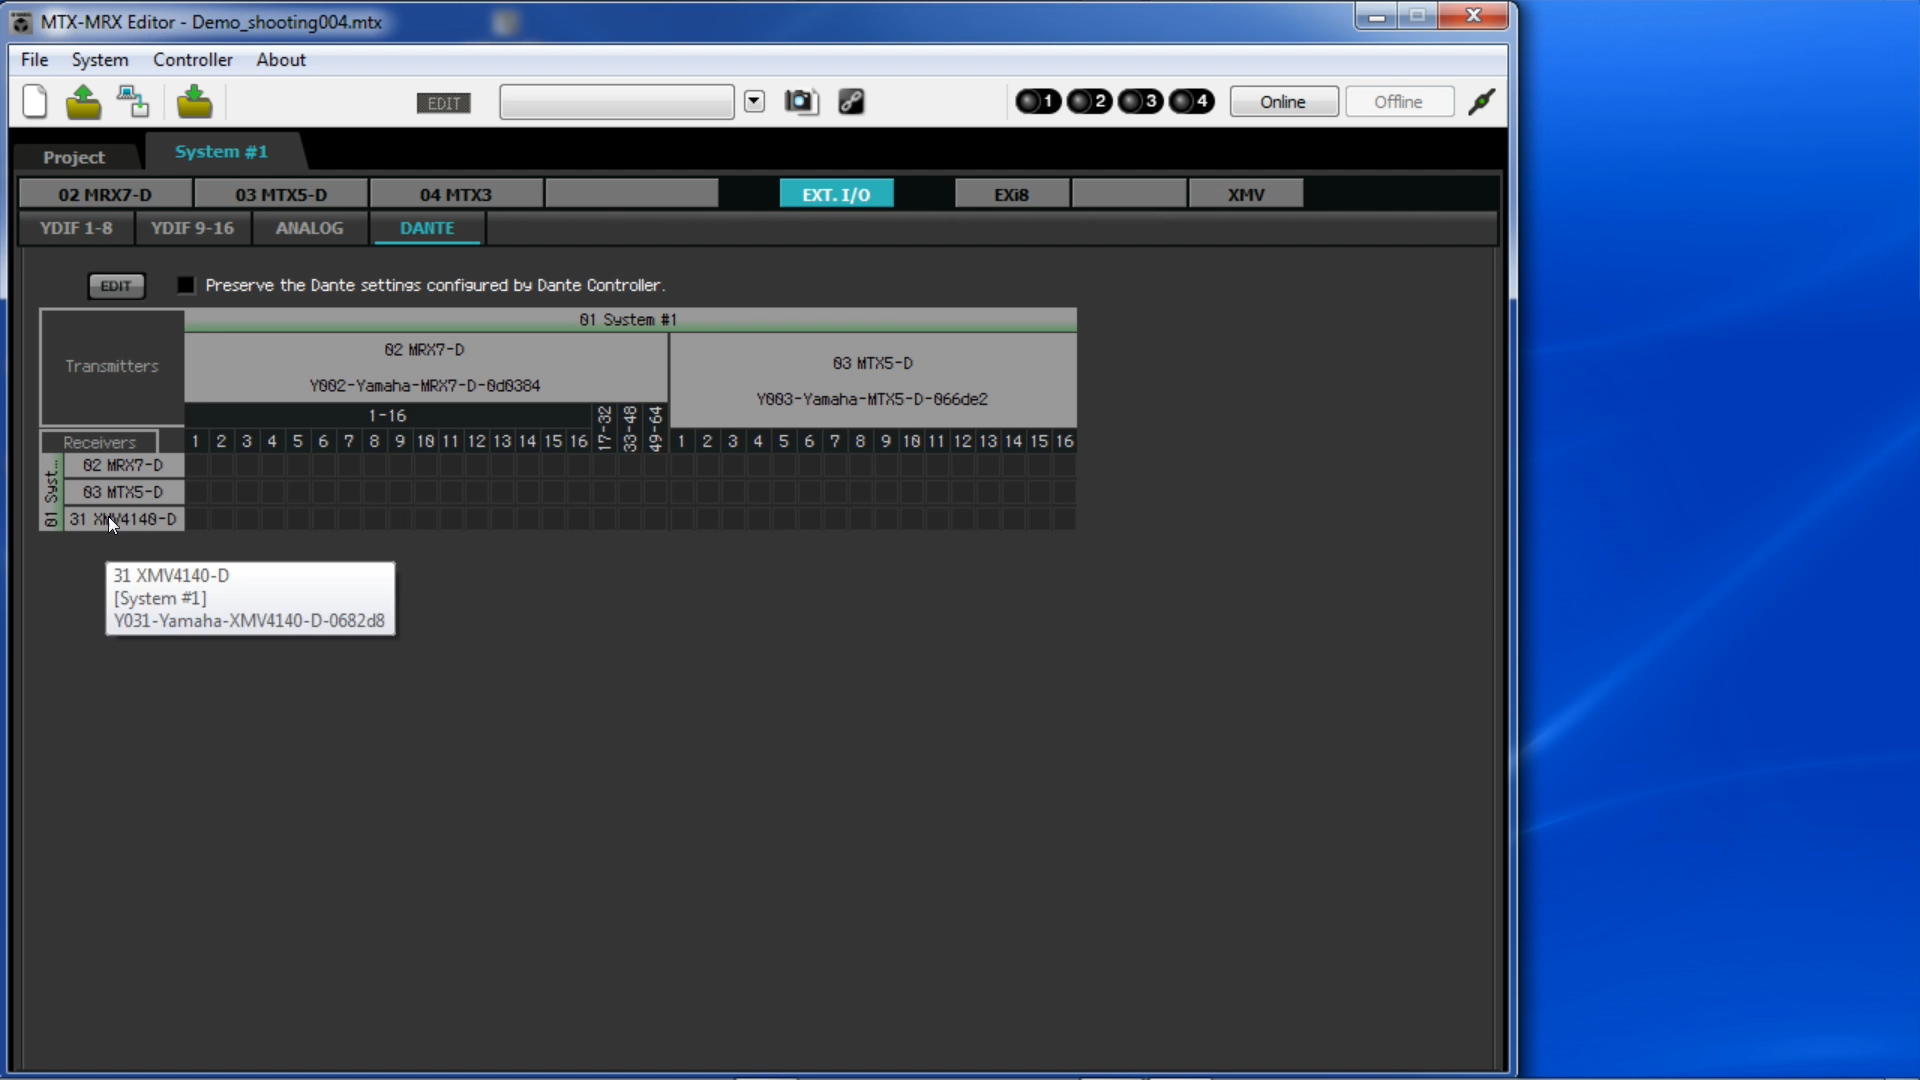 MTX-MRX Editor - Demo_shooting004.mtx
File System Controller About
EDIT 1 2 3 4 Online Offline
Project System #1
02 MRX7-D 03 MTX5-D 04 MTX3 EXT. I/O EXi8 XMV
YDIF 1-8 YDIF 9-16 ANALOG DANTE
EDIT Preserve the Dante settings configured by Dante Controller.
01 System #1
Transmitters
02 MRX7-D
Y002-Yamaha-MRX7-D-0d0384
03 MTX5-D
Y003-Yamaha-MTX5-D-066de2
1-16 17-32 33-48 49-64
Receivers 1 2 3 4 5 6 7 8 9 10 11 12 13 14 15 16 1 2 3 4 5 6 7 8 9 10 11 12 13 14 15 16
01 Syst...
02 MRX7-D
03 MTX5-D
31 XMV4140-D
31 XMV4140-D
[System #1]
Y031-Yamaha-XMV4140-D-0682d8